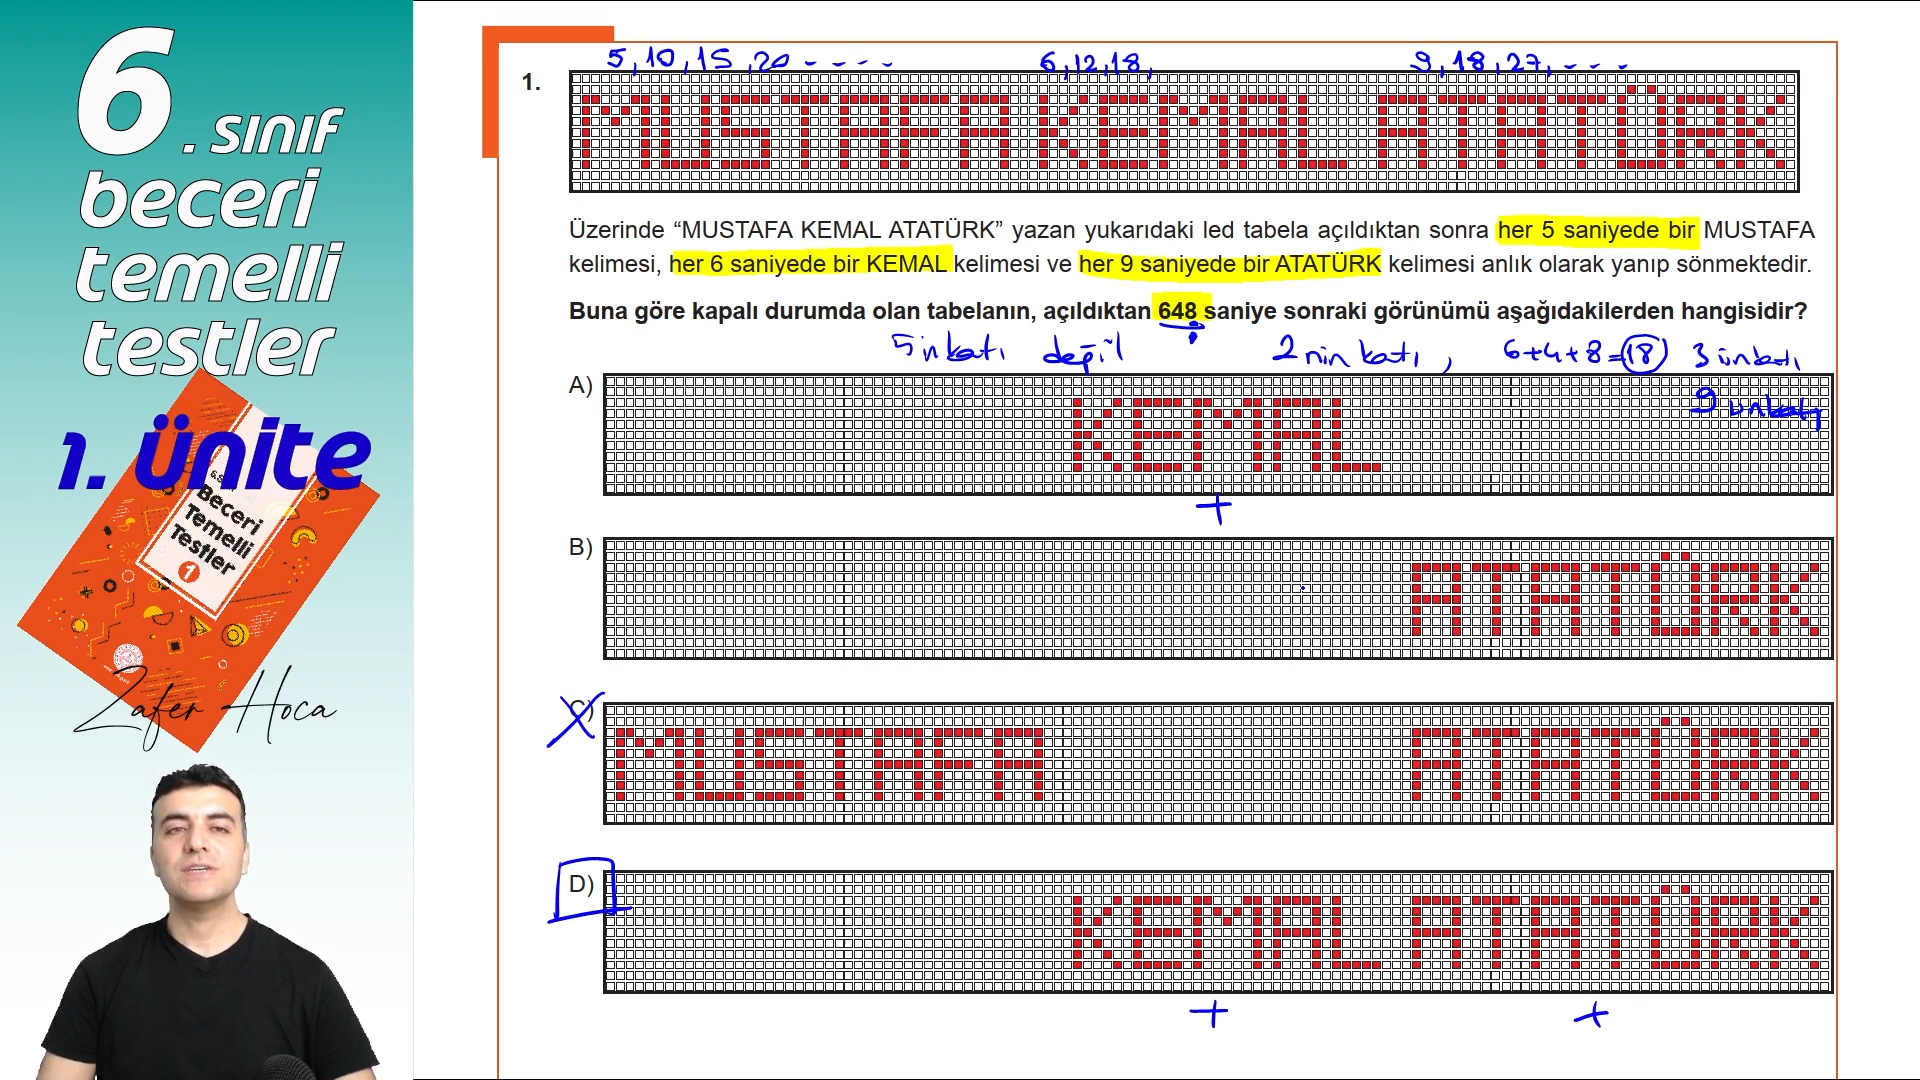 6. sınıf
beceri
temelli
testler
1. ünite
Beceri
Temelli
Testler
1
Zafer Hoca
5, 10, 15, 20 - - - -
6, 12, 18,
9, 18, 27, - - -
1.
MUSTAFA KEMAL ATATÜRK
Üzerinde “MUSTAFA KEMAL ATATÜRK” yazan yukarıdaki led tabela açıldıktan sonra her 5 saniyede bir MUSTAFA
kelimesi, her 6 saniyede bir KEMAL kelimesi ve her 9 saniyede bir ATATÜRK kelimesi anlık olarak yanıp sönmektedir.
Buna göre kapalı durumda olan tabelanın, açıldıktan 648 saniye sonraki görünümü aşağıdakilerden hangisidir?
5 in katı değil 2 nin katı, 6+4+8=18 3 ün katı
9 un katı
A)
KEMAL
+
B)
ATATÜRK
C)
MUSTAFA ATATÜRK
D)
KEMAL ATATÜRK
+ +